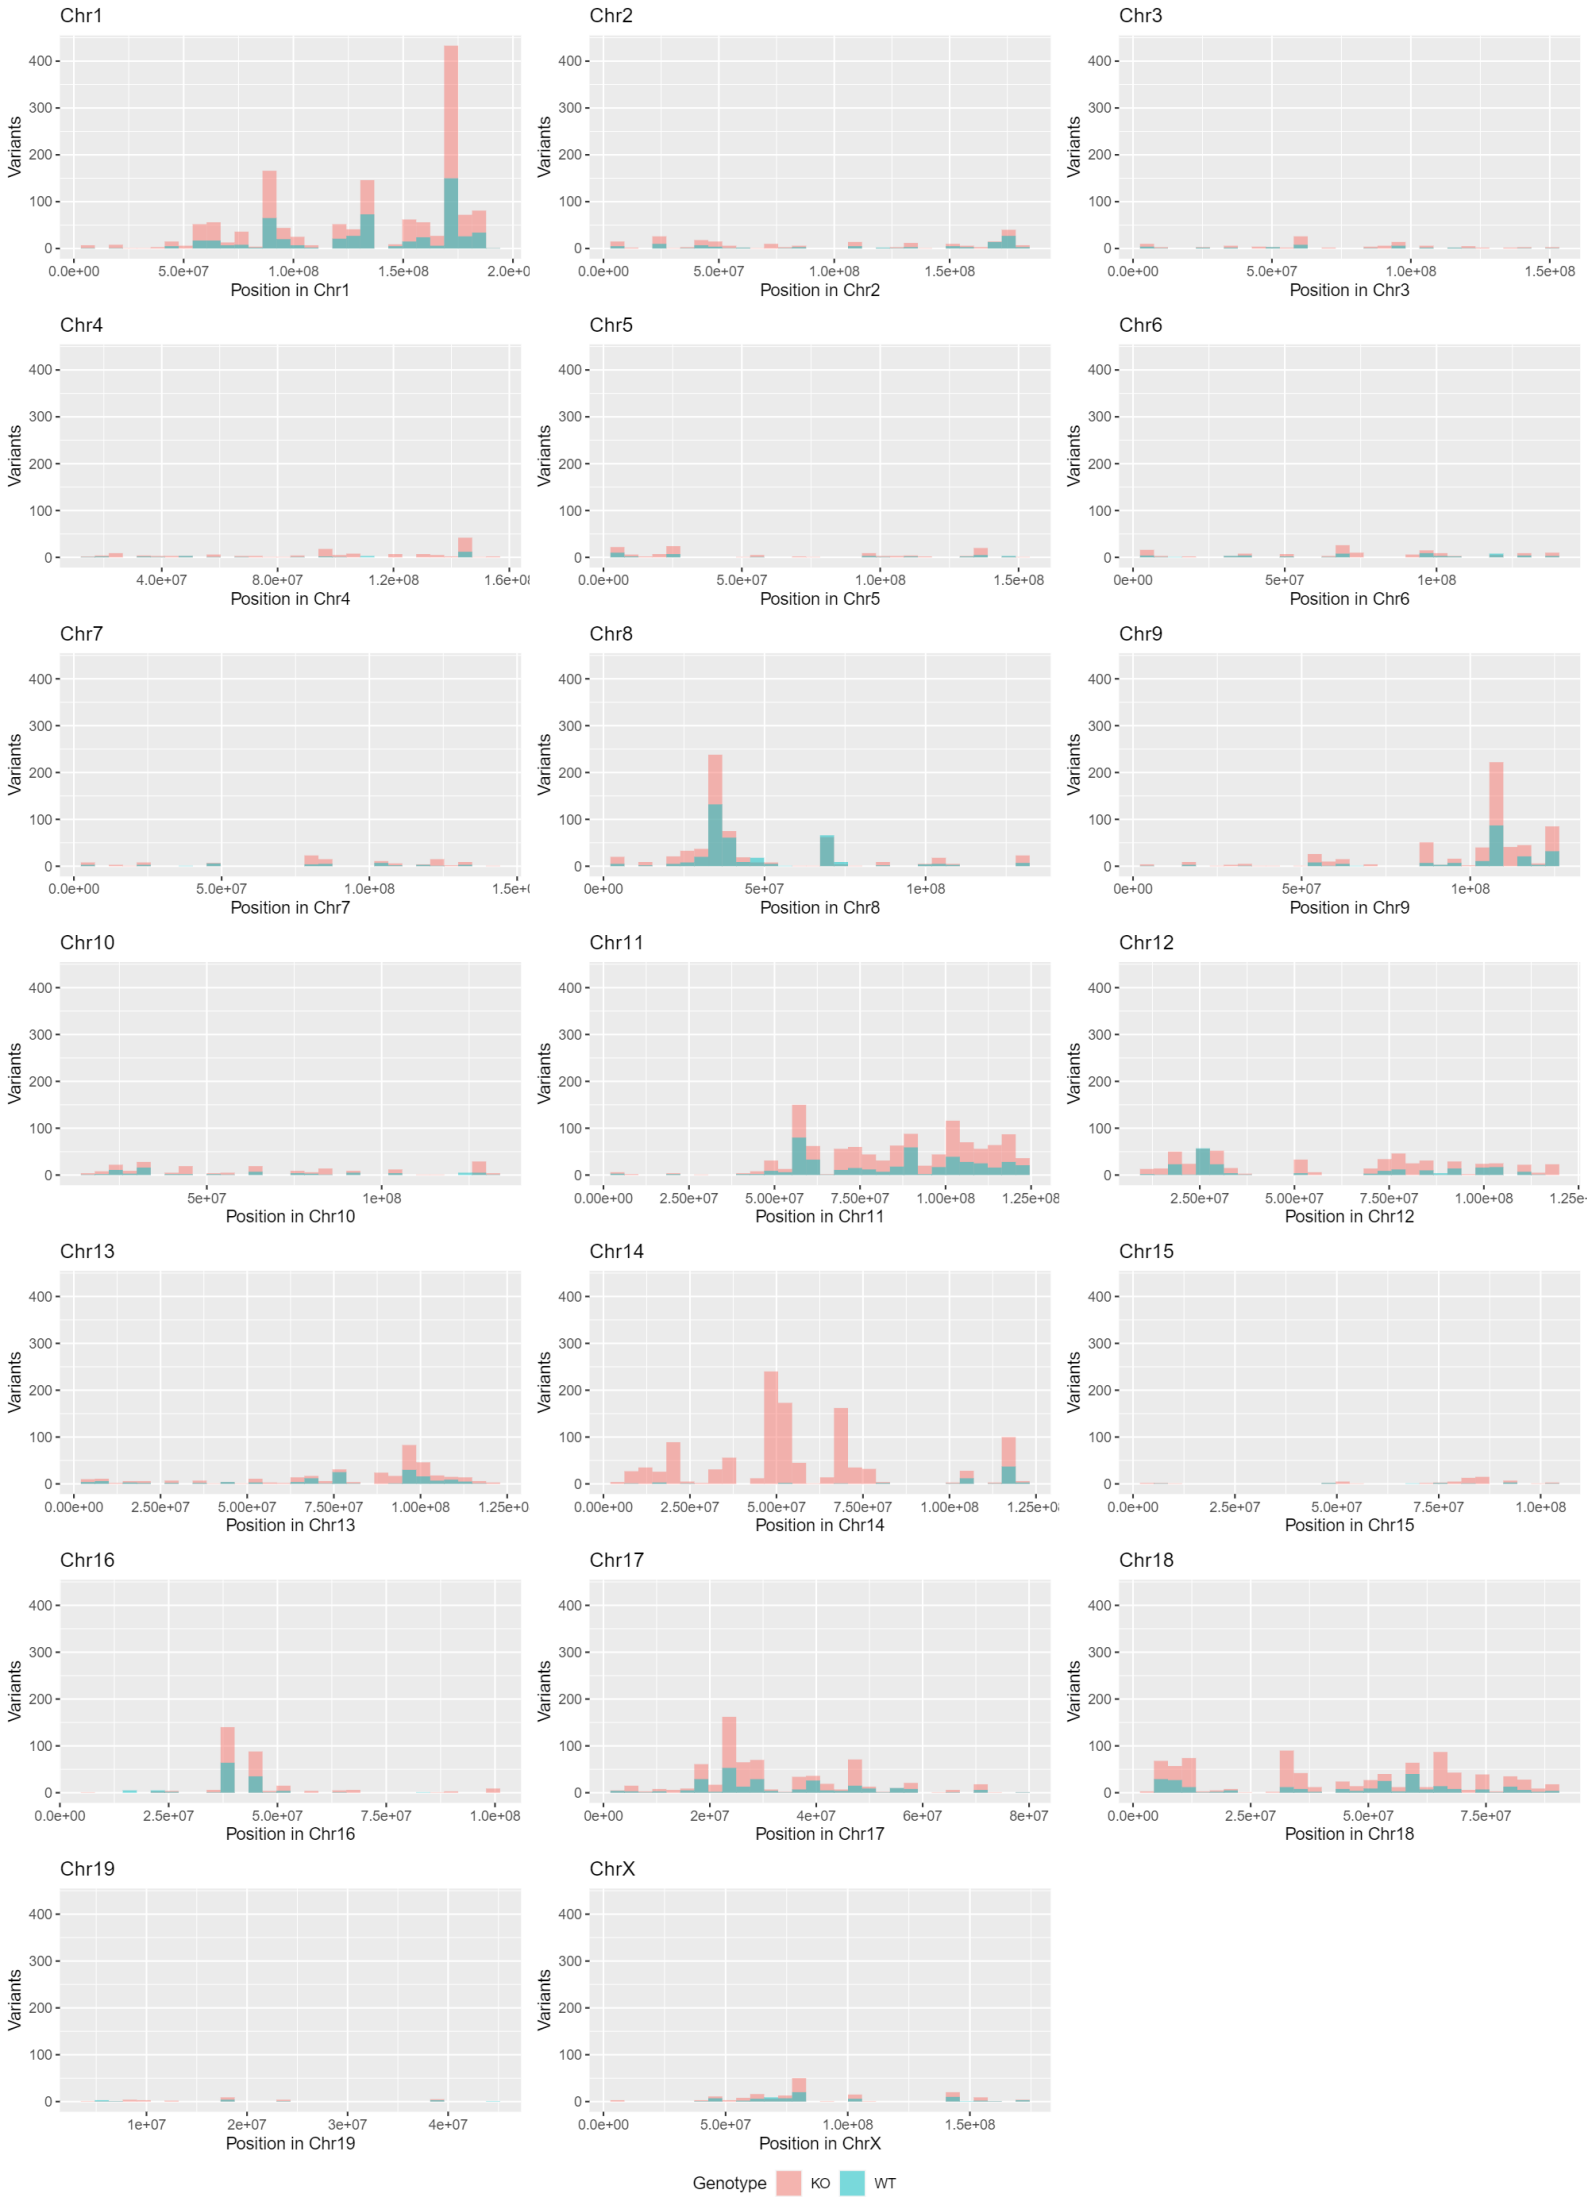 Chr1
Variants
400
300
200
100
0
0.0e+00 5.0e+07 1.0e+08 1.5e+08 2.0e+0
Position in Chr1
Chr2
Variants
400
300
200
100
0
0.0e+00 5.0e+07 1.0e+08 1.5e+08
Position in Chr2
Chr3
Variants
400
300
200
100
0
0.0e+00 5.0e+07 1.0e+08 1.5e+08
Position in Chr3
Chr4
Variants
400
300
200
100
0
4.0e+07 8.0e+07 1.2e+08 1.6e+0
Position in Chr4
Chr5
Variants
400
300
200
100
0
0.0e+00 5.0e+07 1.0e+08 1.5e+08
Position in Chr5
Chr6
Variants
400
300
200
100
0
0e+00 5e+07 1e+08
Position in Chr6
Chr7
Variants
400
300
200
100
0
0.0e+00 5.0e+07 1.0e+08 1.5e+
Position in Chr7
Chr8
Variants
400
300
200
100
0
0e+00 5e+07 1e+08
Position in Chr8
Chr9
Variants
400
300
200
100
0
0e+00 5e+07 1e+08
Position in Chr9
Chr10
Variants
400
300
200
100
0
5e+07 1e+08
Position in Chr10
Chr11
Variants
400
300
200
100
0
0.00e+00 2.50e+07 5.00e+07 7.50e+07 1.00e+08 1.25e+08
Position in Chr11
Chr12
Variants
400
300
200
100
0
2.50e+07 5.00e+07 7.50e+07 1.00e+08 1.25e
Position in Chr12
Chr13
Variants
400
300
200
100
0
0.00e+00 2.50e+07 5.00e+07 7.50e+07 1.00e+08 1.25e+0
Position in Chr13
Chr14
Variants
400
300
200
100
0
0.00e+00 2.50e+07 5.00e+07 7.50e+07 1.00e+08 1.25e+0
Position in Chr14
Chr15
Variants
400
300
200
100
0
0.0e+00 2.5e+07 5.0e+07 7.5e+07 1.0e+08
Position in Chr15
Chr16
Variants
400
300
200
100
0
0.0e+00 2.5e+07 5.0e+07 7.5e+07 1.0e+08
Position in Chr16
Chr17
Variants
400
300
200
100
0
0e+00 2e+07 4e+07 6e+07 8e+07
Position in Chr17
Chr18
Variants
400
300
200
100
0
0.0e+00 2.5e+07 5.0e+07 7.5e+07
Position in Chr18
Chr19
Variants
400
300
200
100
0
1e+07 2e+07 3e+07 4e+07
Position in Chr19
ChrX
Variants
400
300
200
100
0
0.0e+00 5.0e+07 1.0e+08 1.5e+08
Position in ChrX
Genotype KO WT